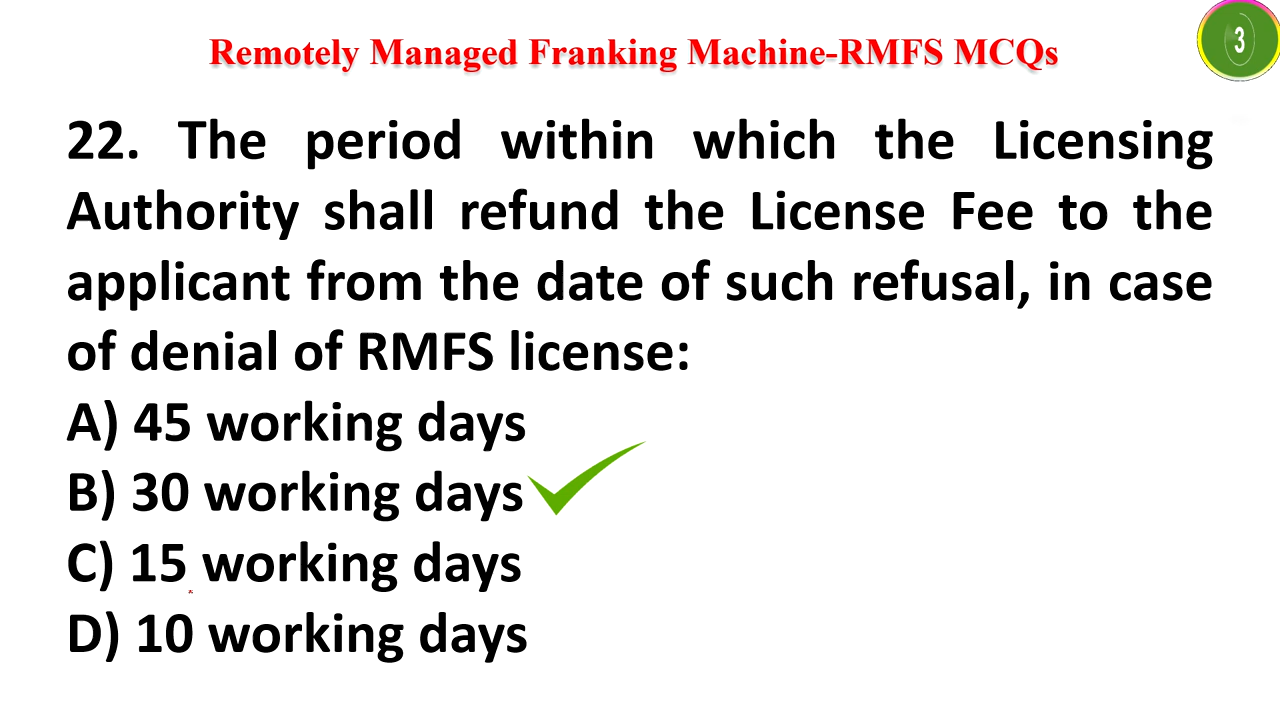 Remotely Managed Franking Machine-RMFS MCQs
3
22. The period within which the Licensing
Authority shall refund the License Fee to the
applicant from the date of such refusal, in case
of denial of RMFS license:
A) 45 working days
B) 30 working days
C) 15 working days
D) 10 working days